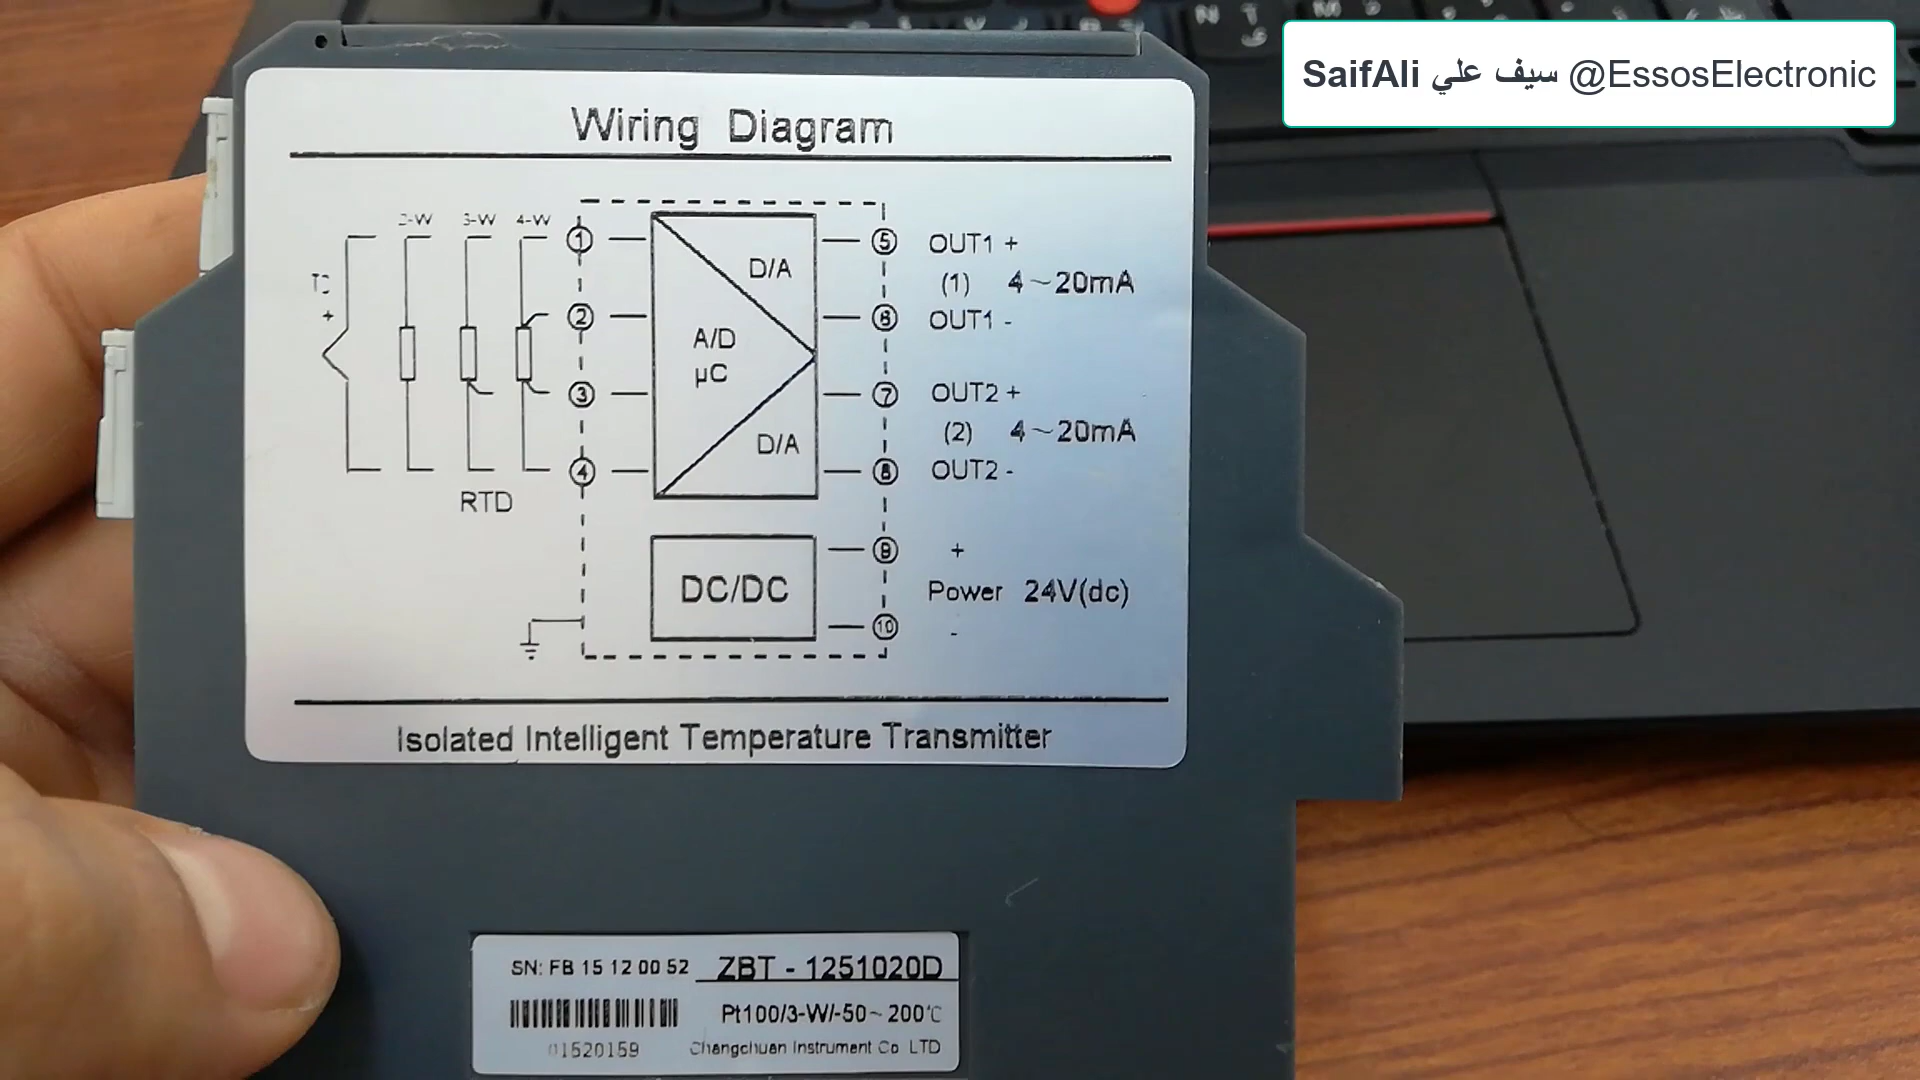 SaifAli سيف علي @EssosElectronic
Wiring Diagram
2-W 3-W 4-W
1
5 OUT1 +
D/A
(1) 4~20mA
+
2
6 OUT1 -
A/D
µC
3
7 OUT2 +
(2) 4~20mA
D/A
4
8 OUT2 -
RTD
9 +
DC/DC
Power 24V(dc)
10 -
Isolated Intelligent Temperature Transmitter
SN: FB 15 12 00 52 ZBT - 1251020D
Pt100/3-W/-50~200℃
01520159 Changchuan Instrument Co LTD